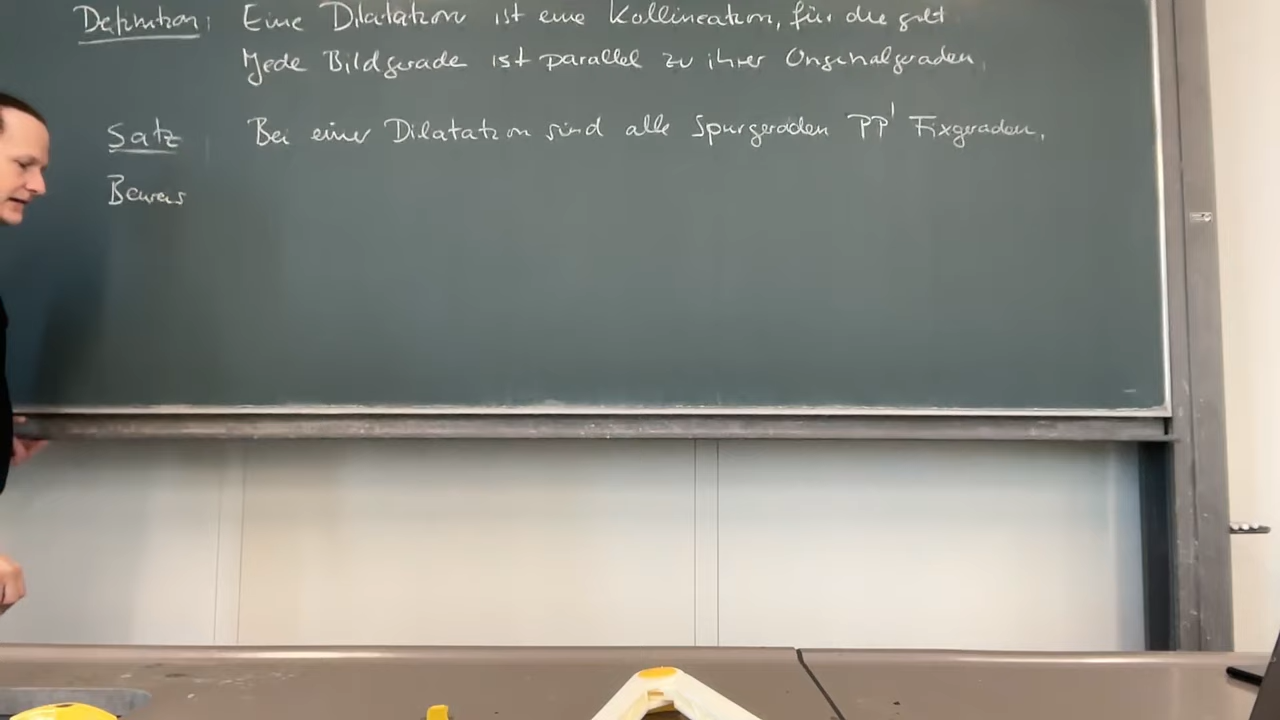 Definition: Eine Dilatation ist eine Kollineation, für die gilt
Jede Bildgerade ist parallel zu ihrer Originalgeraden.
Satz Bei einer Dilatation sind alle Spurgeraden PP' Fixgeraden.
Beweis